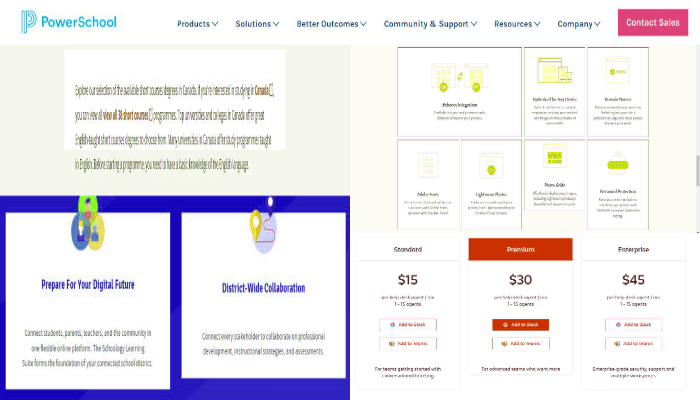 PowerSchool
Products Solutions Better Outcomes Community & Support Resources Company Contact Sales
Explore our selection of the available short courses degrees in Canada. If you're interested in studying in Canada
you can view all view all 38 short courses programmes. Top universities and colleges in Canada offer great
English-taught short courses degrees to choose from. Many universities in Canada offer study programmes taught
in English. Before starting a programme, you need to have a basic knowledge of the English language.
Behance Integration
Optimized for Any Device
Domain Names
Adobe Fonts
Lightroom Photos
Photo Grids
Password Protection
Prepare For Your Digital Future
Connect students, parents, teachers, and the community in
one flexible online platform. The Schoology Learning
Suite forms the foundation of your connected school district.
District-Wide Collaboration
Connect every stakeholder to collaborate on professional
development, instructional strategies, and assessments.
Standard
$15
per help desk agent / mo
1 - 15 agents
Add to Slack
Add to Teams
For teams getting started with
conversational ticketing.
Premium
$30
per help desk agent / mo
1 - 15 agents
Add to Slack
Add to Teams
For advanced teams who want more
Enterprise
$45
per help desk agent / mo
1 - 15 agents
Add to Slack
Add to Teams
Enterprise-grade security, support and
multiple workspaces